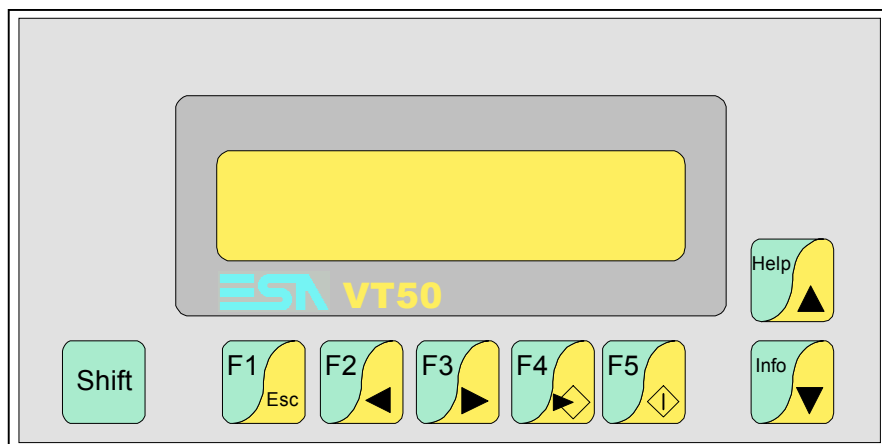 ESA VT50
Help
Shift
F1 Esc
F2
F3
F4
F5
Info